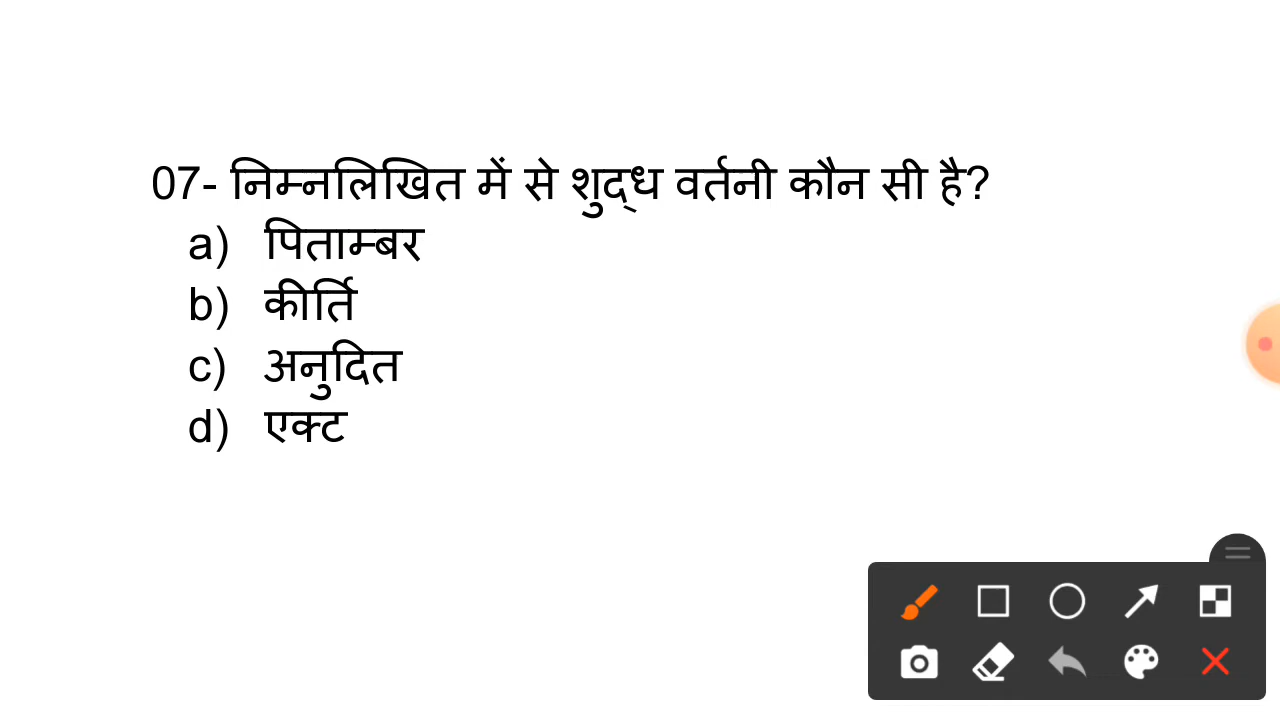 07- निम्नलिखित में से शुद्ध वर्तनी कौन सी है?
a) पिताम्बर
b) कीर्ति
c) अनुदित
d) एक्ट